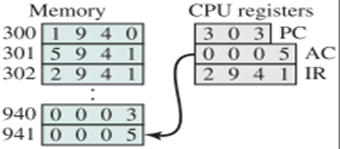 Memory CPU registers
300 1 9 4 0 3 0 3 PC
301 5 9 4 1 0 0 0 5 AC
302 2 9 4 1 2 9 4 1 IR
:
940 0 0 0 3
941 0 0 0 5